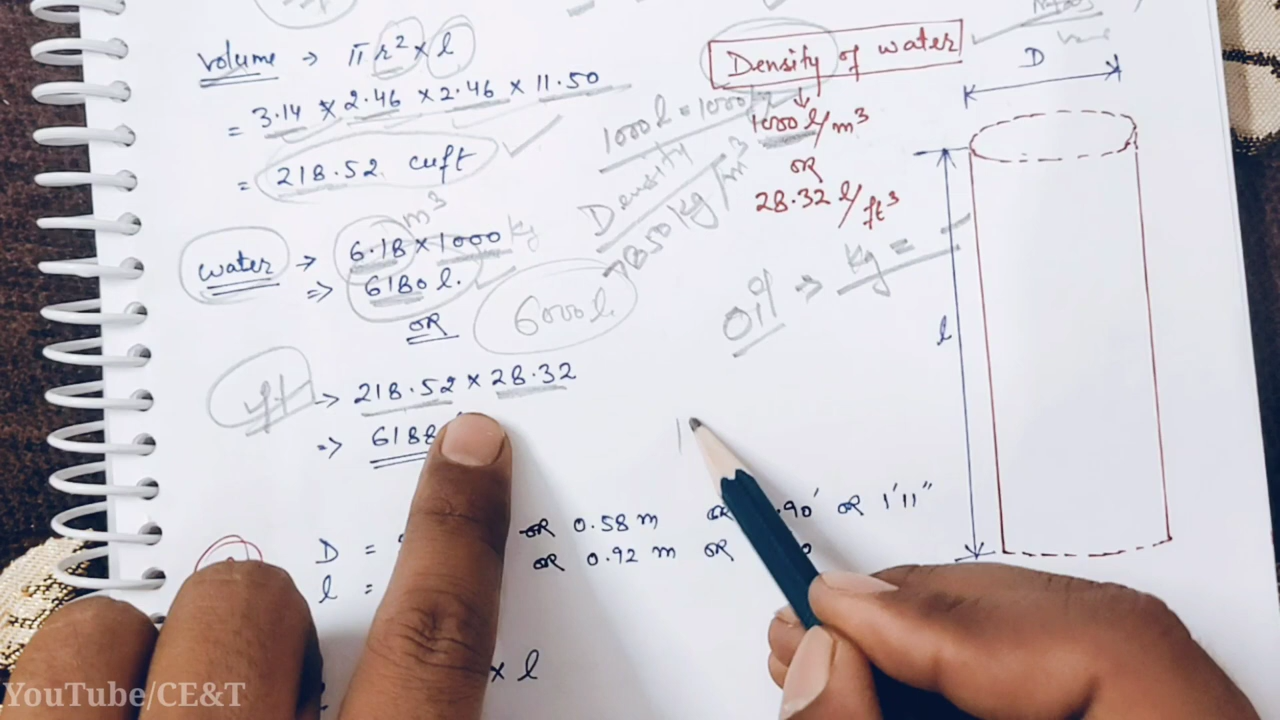 volume → π r² × l
= 3.14 × 2.46 × 2.46 × 11.50
= 218.52 cuft
water → 6.18 × 1000 kg
m³
=> 6180 l.
OR
6000 l
→ 218.52 × 28.32
=> 6188
Density of water
1000 l/m³
OR
28.32 l/ft³
1000 l = 1000 kg
Density
7850 kg/m³
Oil => kg =
D
l
D = OR 0.58 m OR .90' OR 1'11"
l = OR 0.92 m OR
× l
YouTube/CE&T